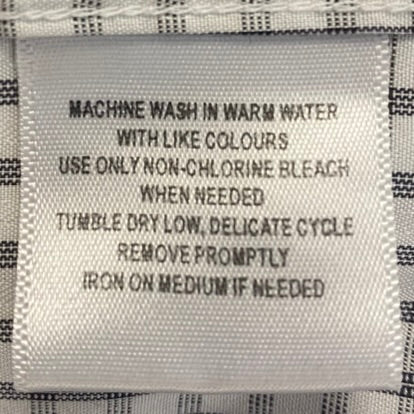 MACHINE WASH IN WARM WATER
WITH LIKE COLOURS
USE ONLY NON-CHLORINE BLEACH
WHEN NEEDED
TUMBLE DRY LOW, DELICATE CYCLE
REMOVE PROMPTLY
IRON ON MEDIUM IF NEEDED